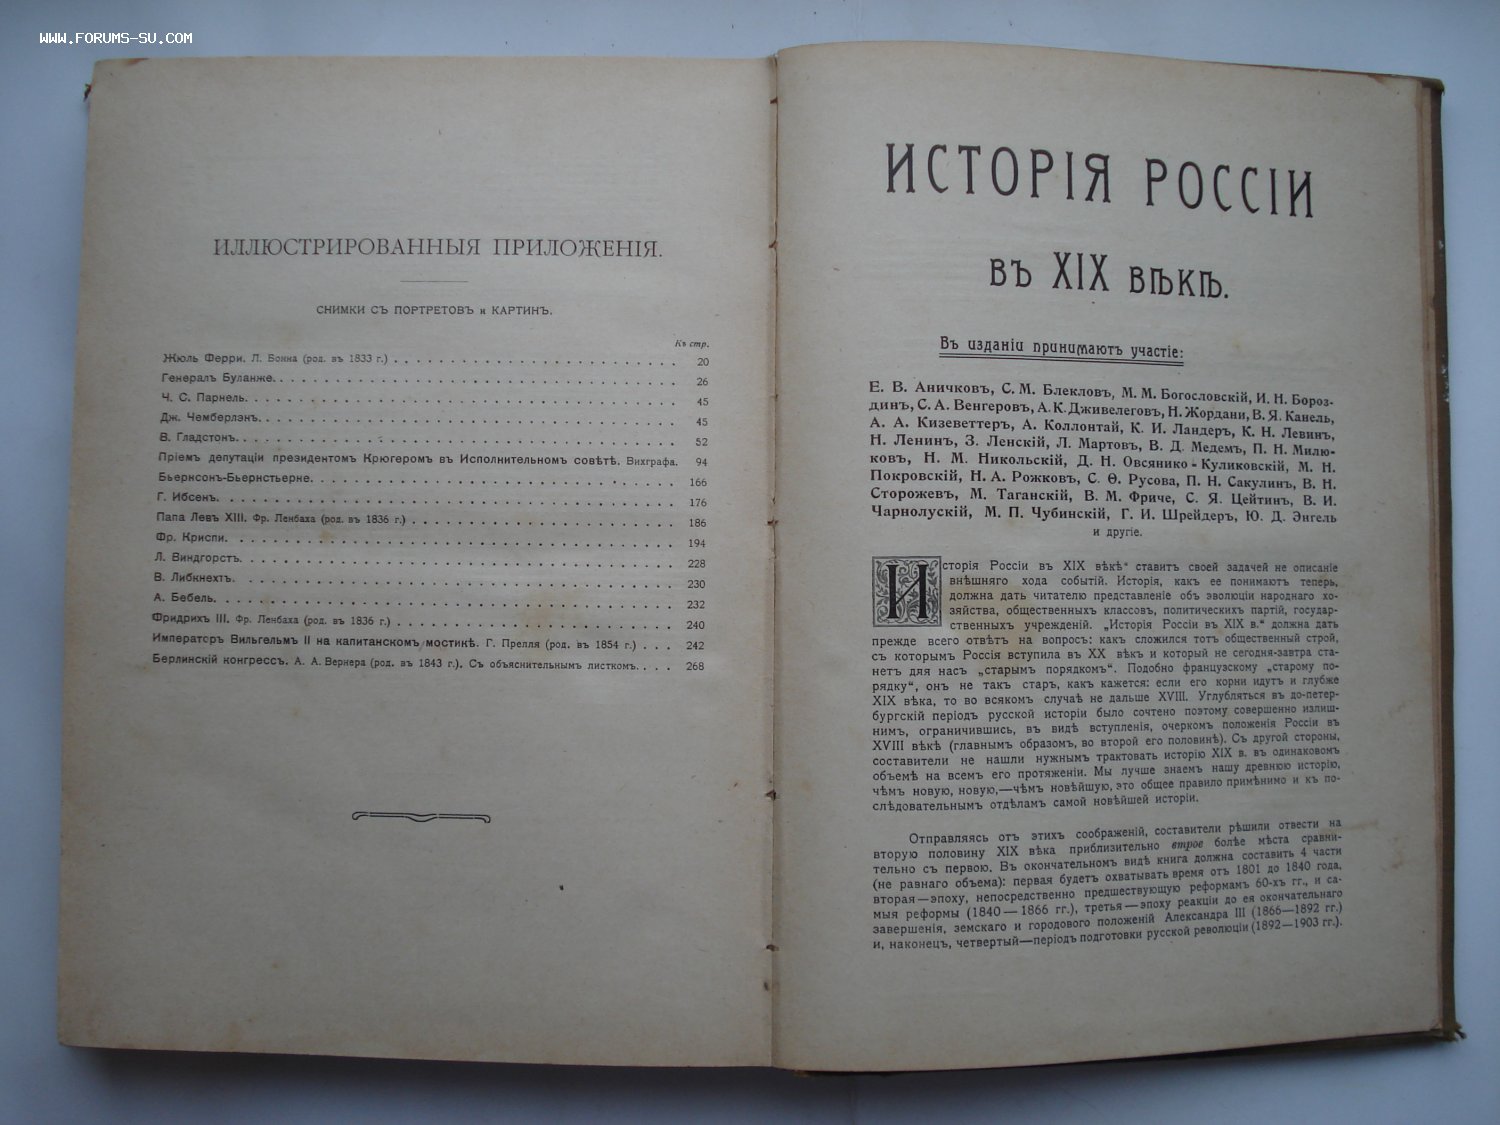 WWW.FORUMS-SU.COM
ИЛЛЮСТРИРОВАННЫЯ ПРИЛОЖЕНІЯ.
СНИМКИ СЪ ПОРТРЕТОВЪ и КАРТИНЪ.
Къ стр.
Жюль Ферри. Л. Бонна (род. въ 1833 г.) . . . . . . . . 20
Генералъ Буланже. . . . . . . . 26
Ч. С. Парнель. . . . . . . . 45
Дж. Чемберлэнъ. . . . . . . . 45
В. Гладстонъ. . . . . . . . 52
Пріемъ депутаціи президентомъ Крюгеромъ въ Исполнительномъ совѣтѣ. Вихграфа. 94
Бьернсонъ-Бьернстьерне. . . . . . . . 166
Г. Ибсенъ. . . . . . . . 176
Папа Левъ XIII. Фр. Ленбаха (род. въ 1836 г.) . . . . . . . . 186
Фр. Криспи. . . . . . . . 194
Л. Виндгорстъ. . . . . . . . 228
В. Либкнехтъ. . . . . . . . 230
А. Бебель. . . . . . . . 232
Фридрихъ III. Фр. Ленбаха (род. въ 1836 г.) . . . . . . . . 240
Императоръ Вильгельмъ II на капитанскомъ мостикѣ. Г. Прелля (род. въ 1854 г.) . . . 242
Берлинскій конгрессъ. А. А. Вернера (род. въ 1843 г.). Съ объяснительнымъ листкомъ. . . . 268
ИСТОРІЯ РОССІИ
въ XIX вѣкѣ.
Въ изданіи принимаютъ участіе:
Е. В. Аничковъ, С. М. Блекловъ, М. М. Богословскій, И. Н. Бороз-
динъ, С. А. Венгеровъ, А. К. Дживелеговъ, Н. Жордани, В. Я. Канель,
А. А. Кизеветтеръ, А. Коллонтай, К. И. Ландеръ, К. Н. Левинъ,
Н. Ленинъ, З. Ленскій, Л. Мартовъ, В. Д. Медемъ, П. Н. Милю-
ковъ, Н. М. Никольскій, Д. Н. Овсянико-Куликовскій, М. Н.
Покровскій, Н. А. Рожковъ, С. Ѳ. Русова, П. Н. Сакулинъ, В. Н.
Сторожевъ, М. Таганскій, В. М. Фриче, С. Я. Цейтинъ, В. И.
Чарнолускій, М. П. Чубинскій, Г. И. Шрейдеръ, Ю. Д. Энгель
и другіе.
Исторія Россіи въ XIX вѣкѣ“ ставитъ своей задачей не описаніе
внѣшняго хода событій. Исторія, какъ ее понимаютъ теперь,
должна дать читателю представленіе объ эволюціи народнаго хо-
зяйства, общественныхъ классовъ, политическихъ партій, государ-
ственныхъ учрежденій. „Исторія Россіи въ XIX в.“ должна дать
прежде всего отвѣтъ на вопросъ: какъ сложился тотъ общественный строй,
съ которымъ Россія вступила въ XX вѣкъ и который не сегодня-завтра ста-
нетъ для насъ „старымъ порядкомъ“. Подобно французскому „старому по-
рядку“, онъ не такъ старъ, какъ кажется: если его корни идутъ и глубже
XIX вѣка, то во всякомъ случаѣ не дальше XVIII. Углубляться въ до-петер-
бургскій періодъ русской исторіи было сочтено поэтому совершенно излиш-
нимъ, ограничившись, въ видѣ вступленія, очеркомъ положенія Россіи въ
XVIII вѣкѣ (главнымъ образомъ, во второй его половинѣ). Съ другой стороны,
составители не нашли нужнымъ трактовать исторію XIX в. въ одинаковомъ
объемѣ на всемъ его протяженіи. Мы лучше знаемъ нашу древнюю исторію,
чѣмъ новую, новую,—чѣмъ новѣйшую, это общее правило примѣнимо и къ по-
слѣдовательнымъ отдѣламъ самой новѣйшей исторіи.
Отправляясь отъ этихъ соображеній, составители рѣшили отвести на
вторую половину XIX вѣка приблизительно втрое болѣе мѣста сравни-
тельно съ первою. Въ окончательномъ видѣ книга должна составить 4 части
(не равнаго объема): первая будетъ охватывать время отъ 1801 до 1840 года,
вторая—эпоху, непосредственно предшествующую реформамъ 60-хъ гг., и са-
мыя реформы (1840—1866 гг.), третья—эпоху реакціи до ея окончательнаго
завершенія, земскаго и городового положеній Александра III (1866—1892 гг.)
и, наконецъ, четвертый—періодъ подготовки русской революціи (1892—1903 гг.).